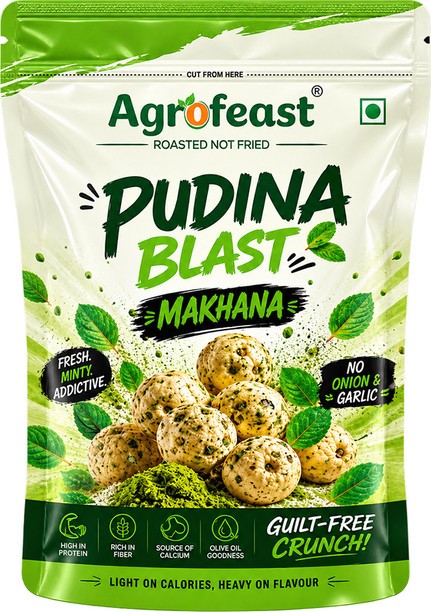 CUT FROM HERE
Agrofeast®
ROASTED NOT FRIED
PUDINA
BLAST
MAKHANA
FRESH.
MINTY.
ADDICTIVE.
NO
ONION &
GARLIC
HIGH IN
PROTEIN
RICH IN
FIBER
SOURCE OF
CALCIUM
OLIVE OIL
GOODNESS
GUILT-FREE
CRUNCH!
LIGHT ON CALORIES, HEAVY ON FLAVOUR